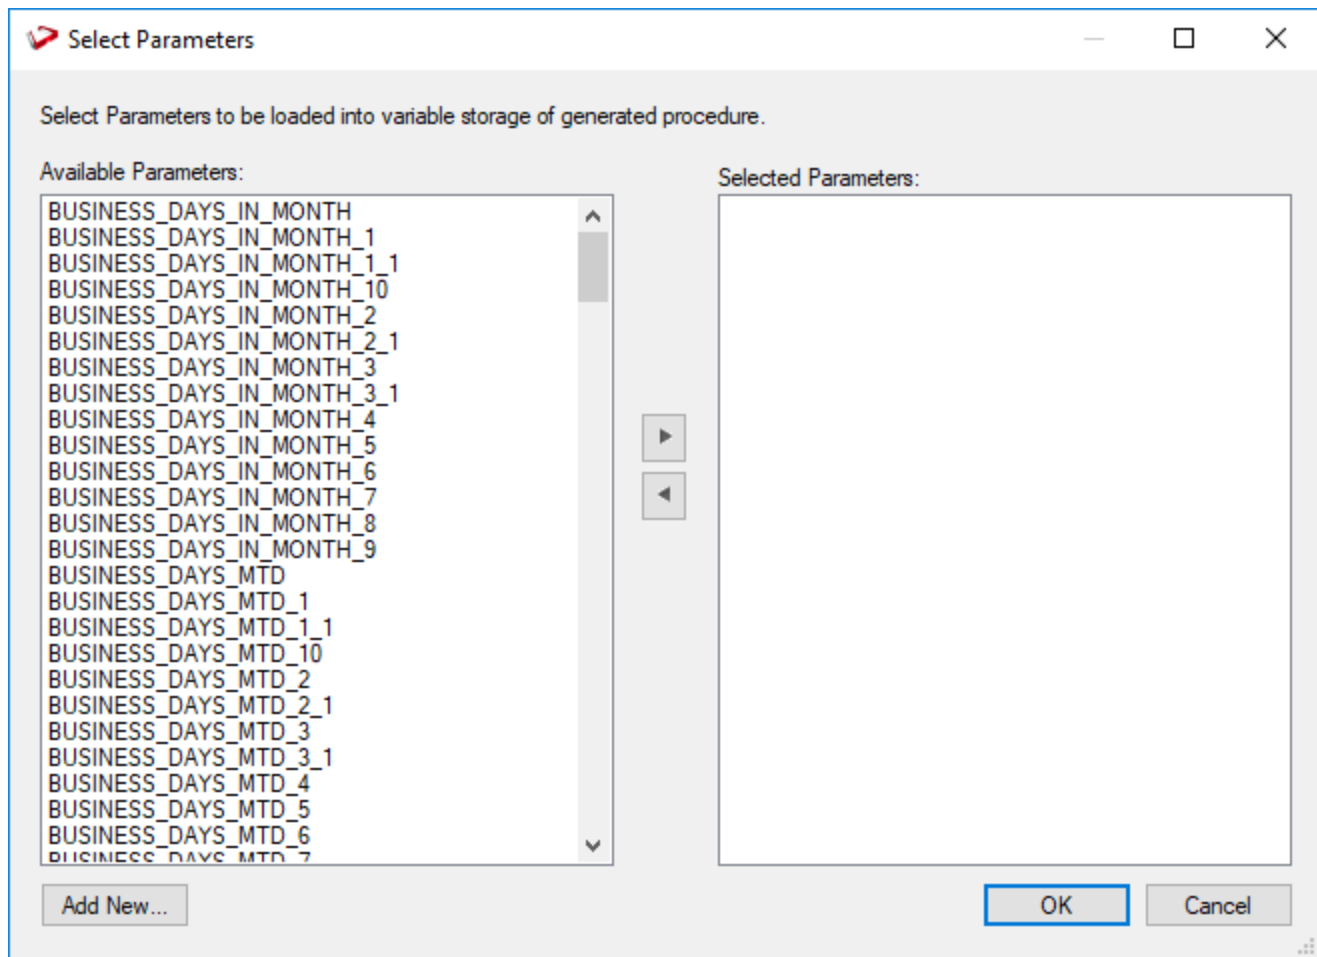 Select Parameters
Select Parameters to be loaded into variable storage of generated procedure.
Available Parameters:
BUSINESS_DAYS_IN_MONTH
BUSINESS_DAYS_IN_MONTH_1
BUSINESS_DAYS_IN_MONTH_1_1
BUSINESS_DAYS_IN_MONTH_10
BUSINESS_DAYS_IN_MONTH_2
BUSINESS_DAYS_IN_MONTH_2_1
BUSINESS_DAYS_IN_MONTH_3
BUSINESS_DAYS_IN_MONTH_3_1
BUSINESS_DAYS_IN_MONTH_4
BUSINESS_DAYS_IN_MONTH_5
BUSINESS_DAYS_IN_MONTH_6
BUSINESS_DAYS_IN_MONTH_7
BUSINESS_DAYS_IN_MONTH_8
BUSINESS_DAYS_IN_MONTH_9
BUSINESS_DAYS_MTD
BUSINESS_DAYS_MTD_1
BUSINESS_DAYS_MTD_1_1
BUSINESS_DAYS_MTD_10
BUSINESS_DAYS_MTD_2
BUSINESS_DAYS_MTD_2_1
BUSINESS_DAYS_MTD_3
BUSINESS_DAYS_MTD_3_1
BUSINESS_DAYS_MTD_4
BUSINESS_DAYS_MTD_5
BUSINESS_DAYS_MTD_6
BUSINESS_DAYS_MTD_7
Selected Parameters:
Add New...
OK
Cancel